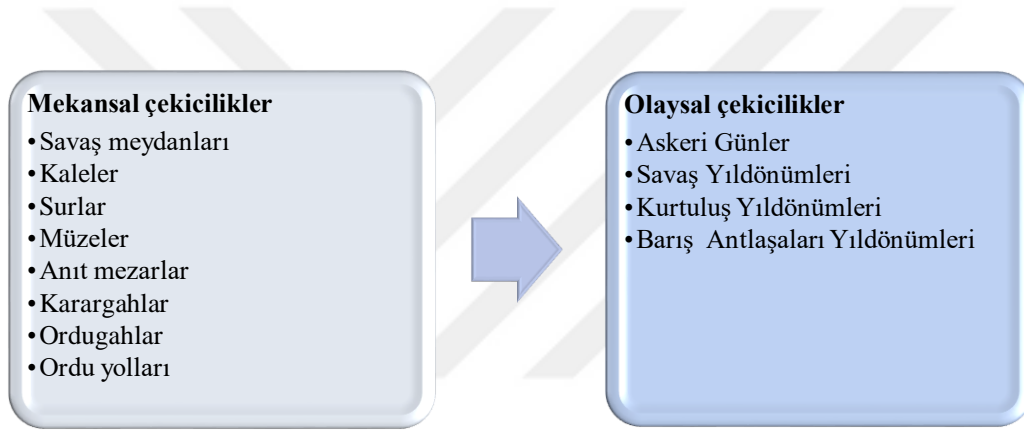 Mekansal çekicilikler
•Savaş meydanları
•Kaleler
•Surlar
•Müzeler
•Anıt mezarlar
•Karargahlar
•Ordugahlar
•Ordu yolları
Olaysal çekicilikler
•Askeri Günler
•Savaş Yıldönümleri
•Kurtuluş Yıldönümleri
•Barış Antlaşaları Yıldönümleri